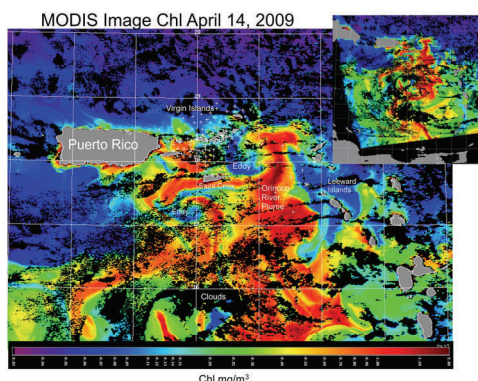 MODIS Image Chl April 14, 2009
Virgin Islands
Puerto Rico
Eddy
Leeward
Islands
Saint Croix
Orinoco
River
Plume
Eddy
Clouds
Chl mg/m³